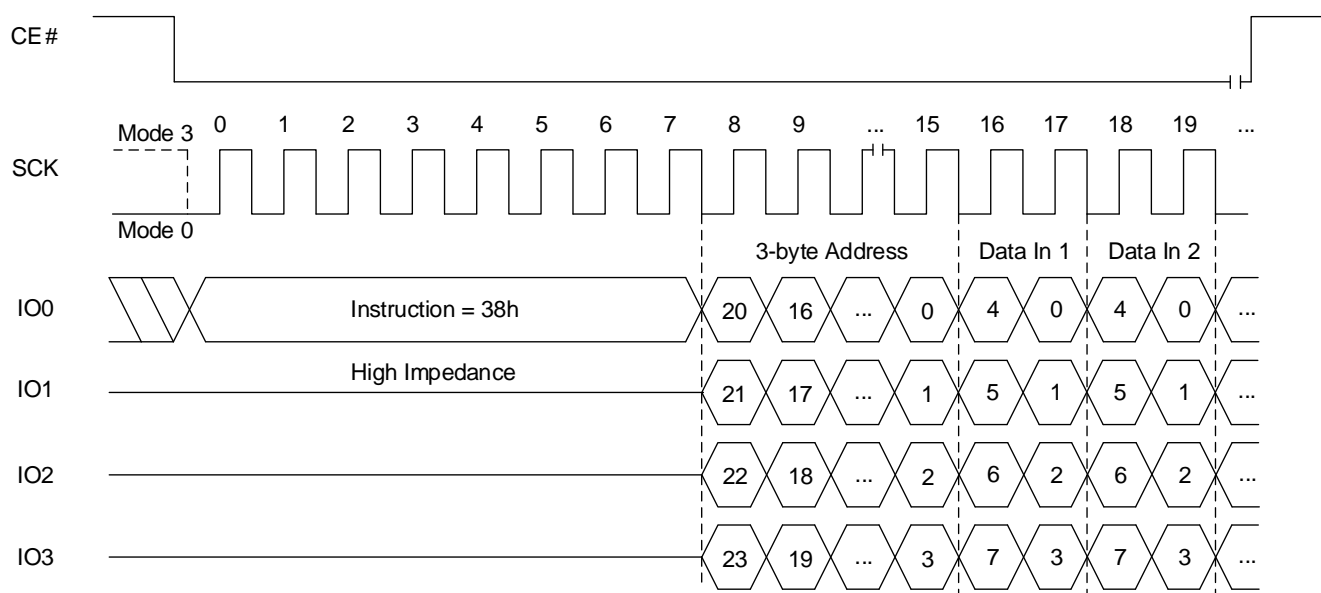 CE#
Mode 3 0 1 2 3 4 5 6 7 8 9 ... 15 16 17 18 19 ...
SCK
Mode 0
3-byte Address Data In 1 Data In 2
IO0 Instruction = 38h 20 16 ... 0 4 0 4 0 ...
High Impedance
IO1 21 17 ... 1 5 1 5 1 ...
IO2 22 18 ... 2 6 2 6 2 ...
IO3 23 19 ... 3 7 3 7 3 ...